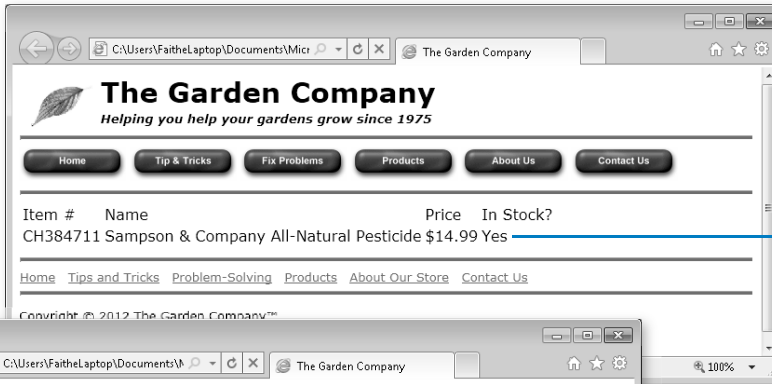 C:\Users\FaitheLaptop\Documents\Micr
The Garden Company
The Garden Company
Helping you help your gardens grow since 1975
Home Tip & Tricks Fix Problems Products About Us Contact Us
Item # Name Price In Stock?
CH384711 Sampson & Company All-Natural Pesticide $14.99 Yes
Home Tips and Tricks Problem-Solving Products About Our Store Contact Us
Copyright © 2012 The Garden Company™
C:\Users\FaitheLaptop\Documents\M
The Garden Company
100%